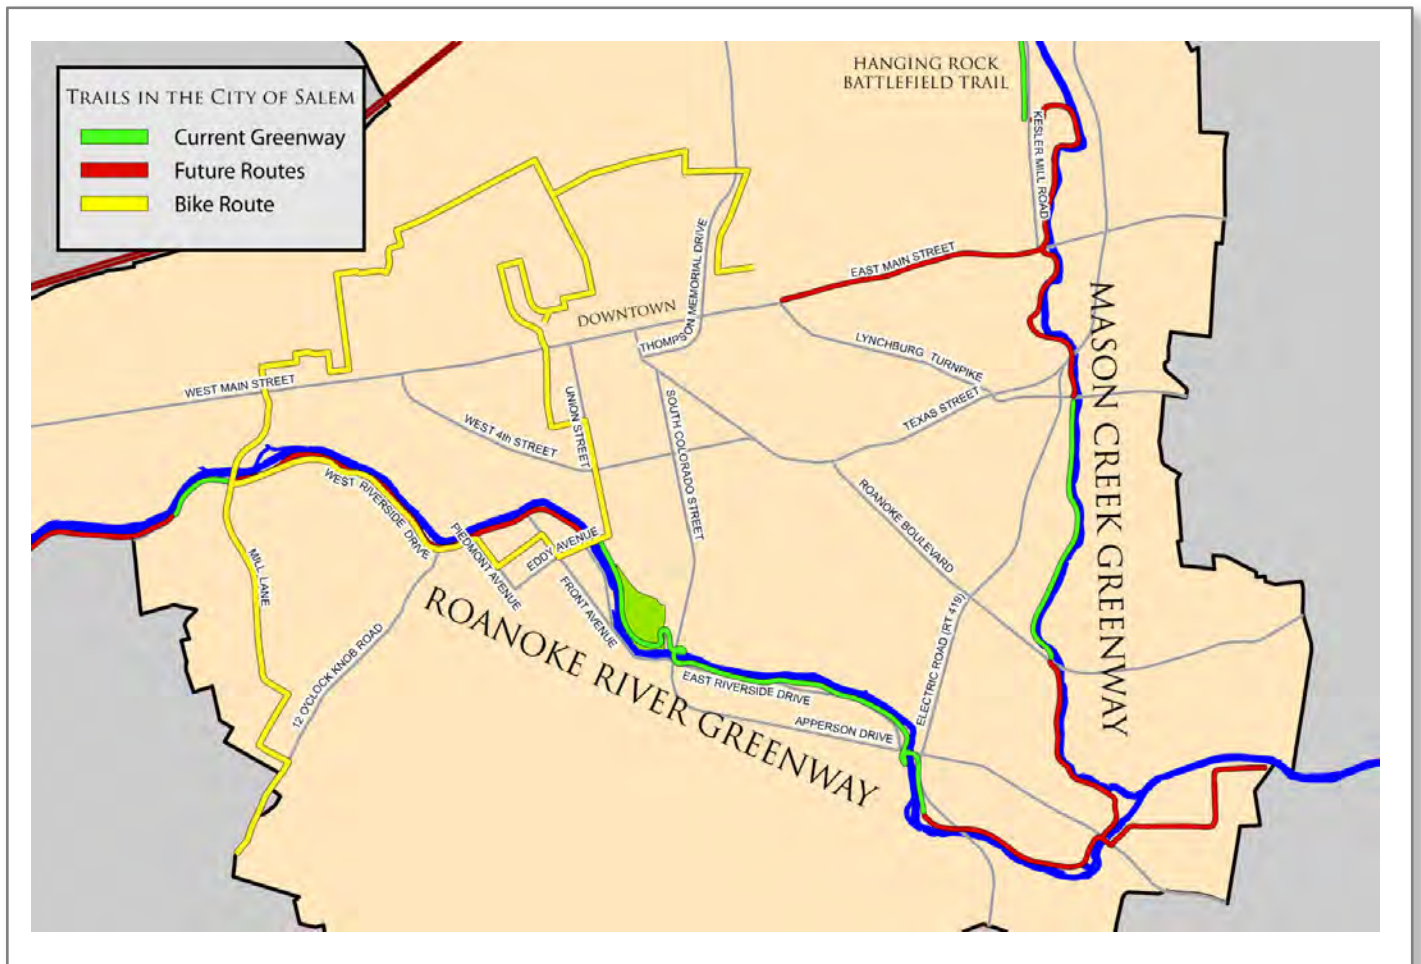 TRAILS IN THE CITY OF SALEM
Current Greenway
Future Routes
Bike Route
HANGING ROCK
BATTLEFIELD TRAIL
KESLER MILL ROAD
EAST MAIN STREET
THOMPSON MEMORIAL DRIVE
DOWNTOWN
LYNCHBURG TURNPIKE
TEXAS STREET
WEST MAIN STREET
WEST 4th STREET
UNION STREET
SOUTH COLORADO STREET
ROANOKE BOULEVARD
MASON CREEK GREENWAY
WEST RIVERSIDE DRIVE
PIEDMONT AVENUE
EDDY AVENUE
FRONT AVENUE
MILL LANE
12 O'CLOCK KNOB ROAD
ELECTRIC ROAD (RT 419)
EAST RIVERSIDE DRIVE
APPERSON DRIVE
ROANOKE RIVER GREENWAY